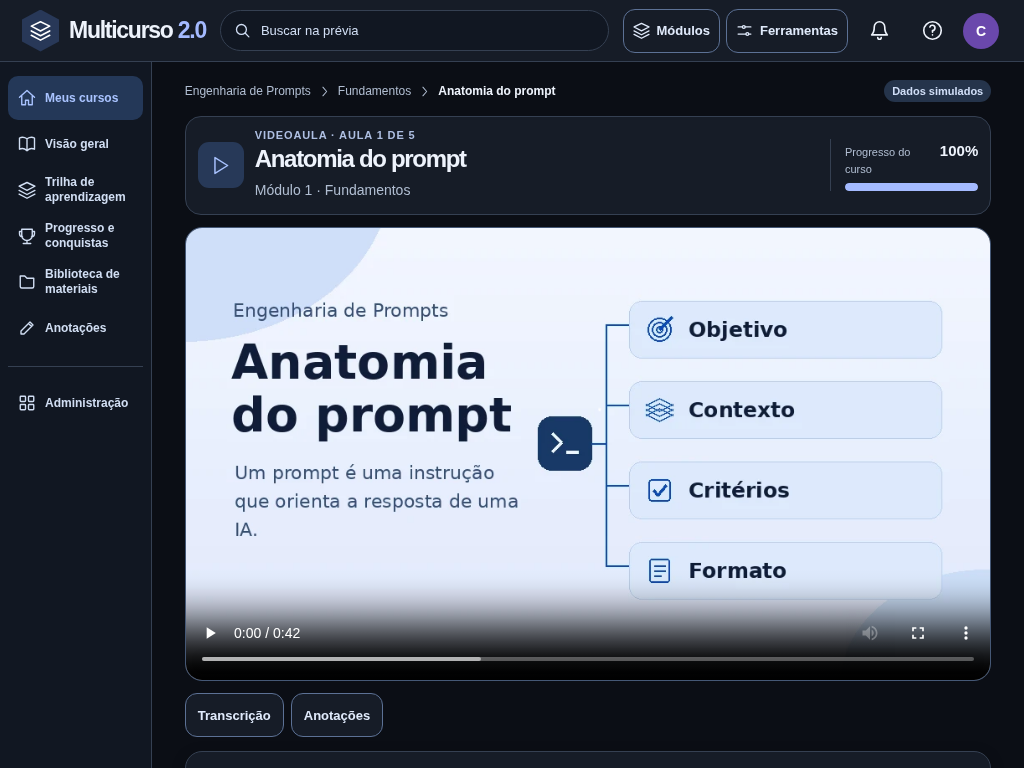 Multicurso 2.0
Buscar na prévia
Módulos
Ferramentas
C
Meus cursos
Visão geral
Trilha de
aprendizagem
Progresso e
conquistas
Biblioteca de
materiais
Anotações
Administração
Engenharia de Prompts
Fundamentos
Anatomia do prompt
Dados simulados
VIDEOAULA · AULA 1 DE 5
Anatomia do prompt
Módulo 1 · Fundamentos
Progresso do
curso
100%
Engenharia de Prompts
Anatomia
do prompt
Um prompt é uma instrução
que orienta a resposta de uma
IA.
Objetivo
Contexto
Critérios
Formato
0:00 / 0:42
Transcrição
Anotações